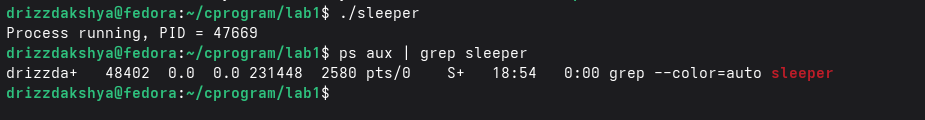 drizzdakshya@fedora:~/cprogram/lab1$ ./sleeper
Process running, PID = 47669
drizzdakshya@fedora:~/cprogram/lab1$ ps aux | grep sleeper
drizzda+   48402  0.0  0.0 231448  2580 pts/0    S+   18:54   0:00 grep --color=auto sleeper
drizzdakshya@fedora:~/cprogram/lab1$